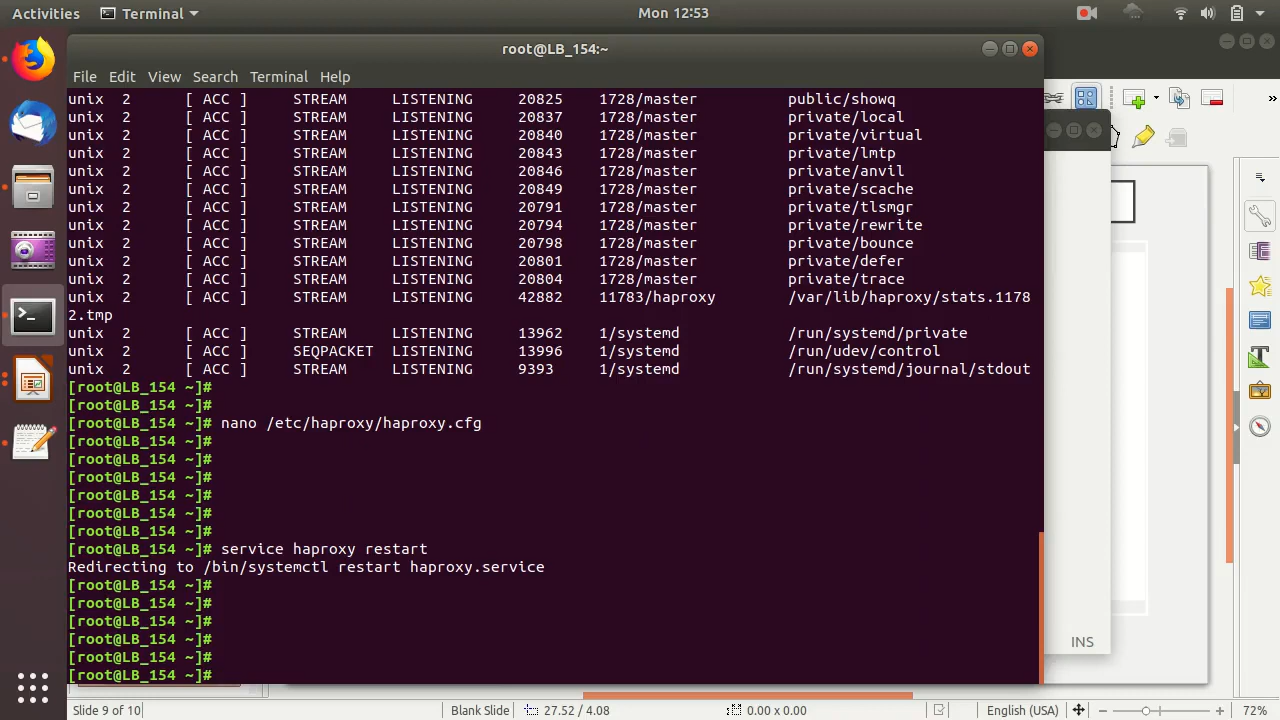 Activities Terminal Mon 12:53
root@LB_154:~
File Edit View Search Terminal Help
unix 2 [ ACC ] STREAM LISTENING 20825 1728/master public/showq
unix 2 [ ACC ] STREAM LISTENING 20837 1728/master private/local
unix 2 [ ACC ] STREAM LISTENING 20840 1728/master private/virtual
unix 2 [ ACC ] STREAM LISTENING 20843 1728/master private/lmtp
unix 2 [ ACC ] STREAM LISTENING 20846 1728/master private/anvil
unix 2 [ ACC ] STREAM LISTENING 20849 1728/master private/scache
unix 2 [ ACC ] STREAM LISTENING 20791 1728/master private/tlsmgr
unix 2 [ ACC ] STREAM LISTENING 20794 1728/master private/rewrite
unix 2 [ ACC ] STREAM LISTENING 20798 1728/master private/bounce
unix 2 [ ACC ] STREAM LISTENING 20801 1728/master private/defer
unix 2 [ ACC ] STREAM LISTENING 20804 1728/master private/trace
unix 2 [ ACC ] STREAM LISTENING 42882 11783/haproxy /var/lib/haproxy/stats.1178
2.tmp
unix 2 [ ACC ] STREAM LISTENING 13962 1/systemd /run/systemd/private
unix 2 [ ACC ] SEQPACKET LISTENING 13996 1/systemd /run/udev/control
unix 2 [ ACC ] STREAM LISTENING 9393 1/systemd /run/systemd/journal/stdout
[root@LB_154 ~]#
[root@LB_154 ~]#
[root@LB_154 ~]# nano /etc/haproxy/haproxy.cfg
[root@LB_154 ~]#
[root@LB_154 ~]#
[root@LB_154 ~]#
[root@LB_154 ~]#
[root@LB_154 ~]#
[root@LB_154 ~]#
[root@LB_154 ~]# service haproxy restart
Redirecting to /bin/systemctl restart haproxy.service
[root@LB_154 ~]#
[root@LB_154 ~]#
[root@LB_154 ~]#
[root@LB_154 ~]#
[root@LB_154 ~]#
[root@LB_154 ~]#
INS
Slide 9 of 10 Blank Slide 27.52 / 4.08 0.00 x 0.00 English (USA) 72%